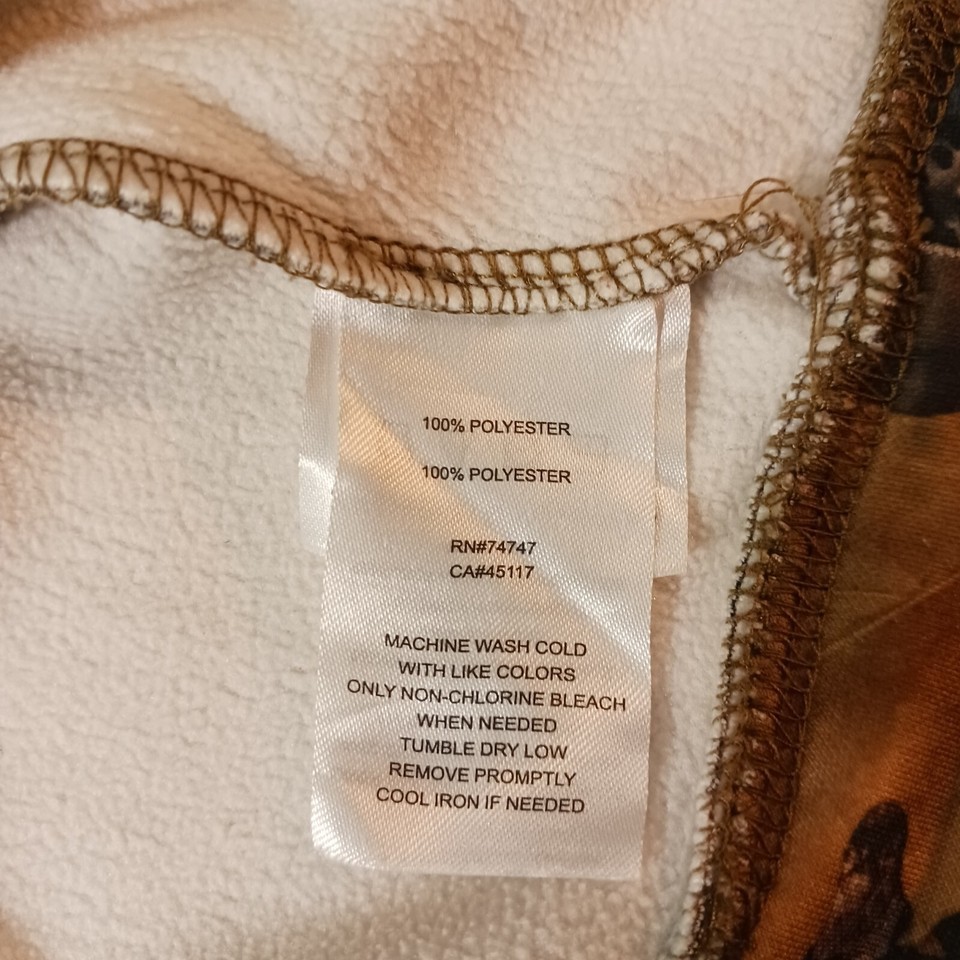 100% POLYESTER
100% POLYESTER
RN#74747
CA#45117
MACHINE WASH COLD
WITH LIKE COLORS
ONLY NON-CHLORINE BLEACH
WHEN NEEDED
TUMBLE DRY LOW
REMOVE PROMPTLY
COOL IRON IF NEEDED